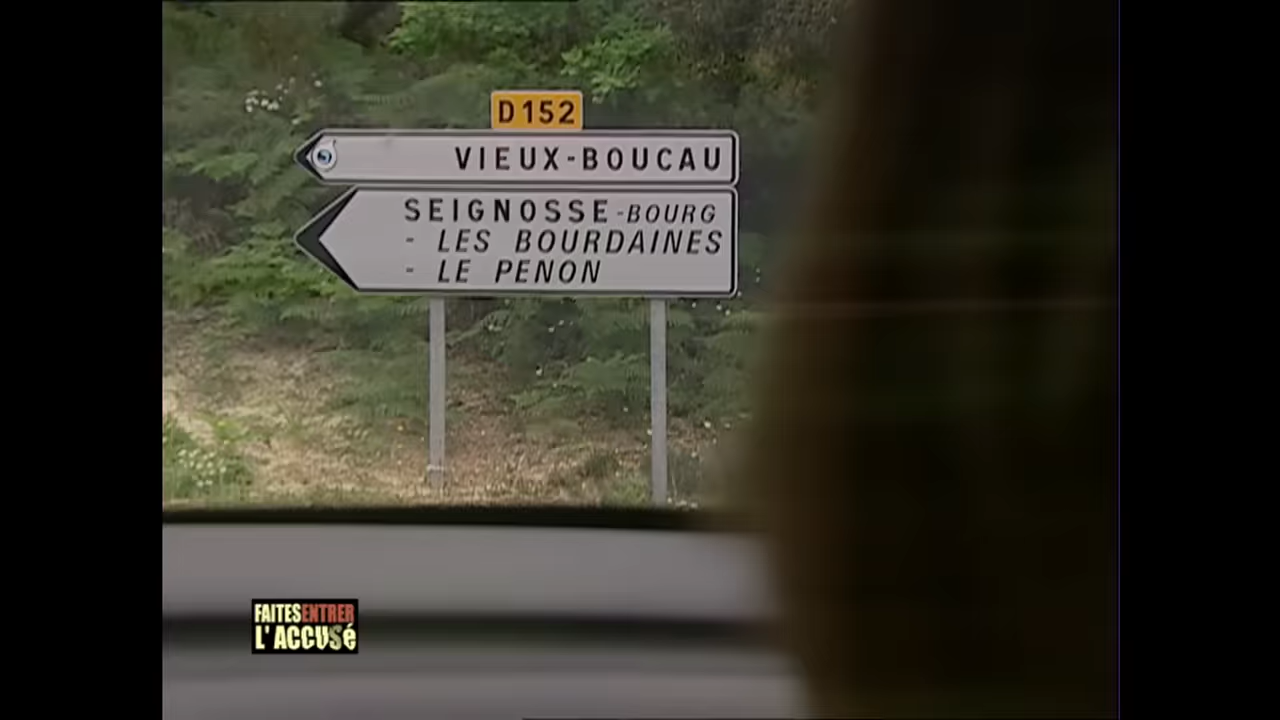 D152
VIEUX-BOUCAU
SEIGNOSSE-BOURG
- LES BOURDAINES
- LE PENON
FAITES ENTRER
L'ACCUSé